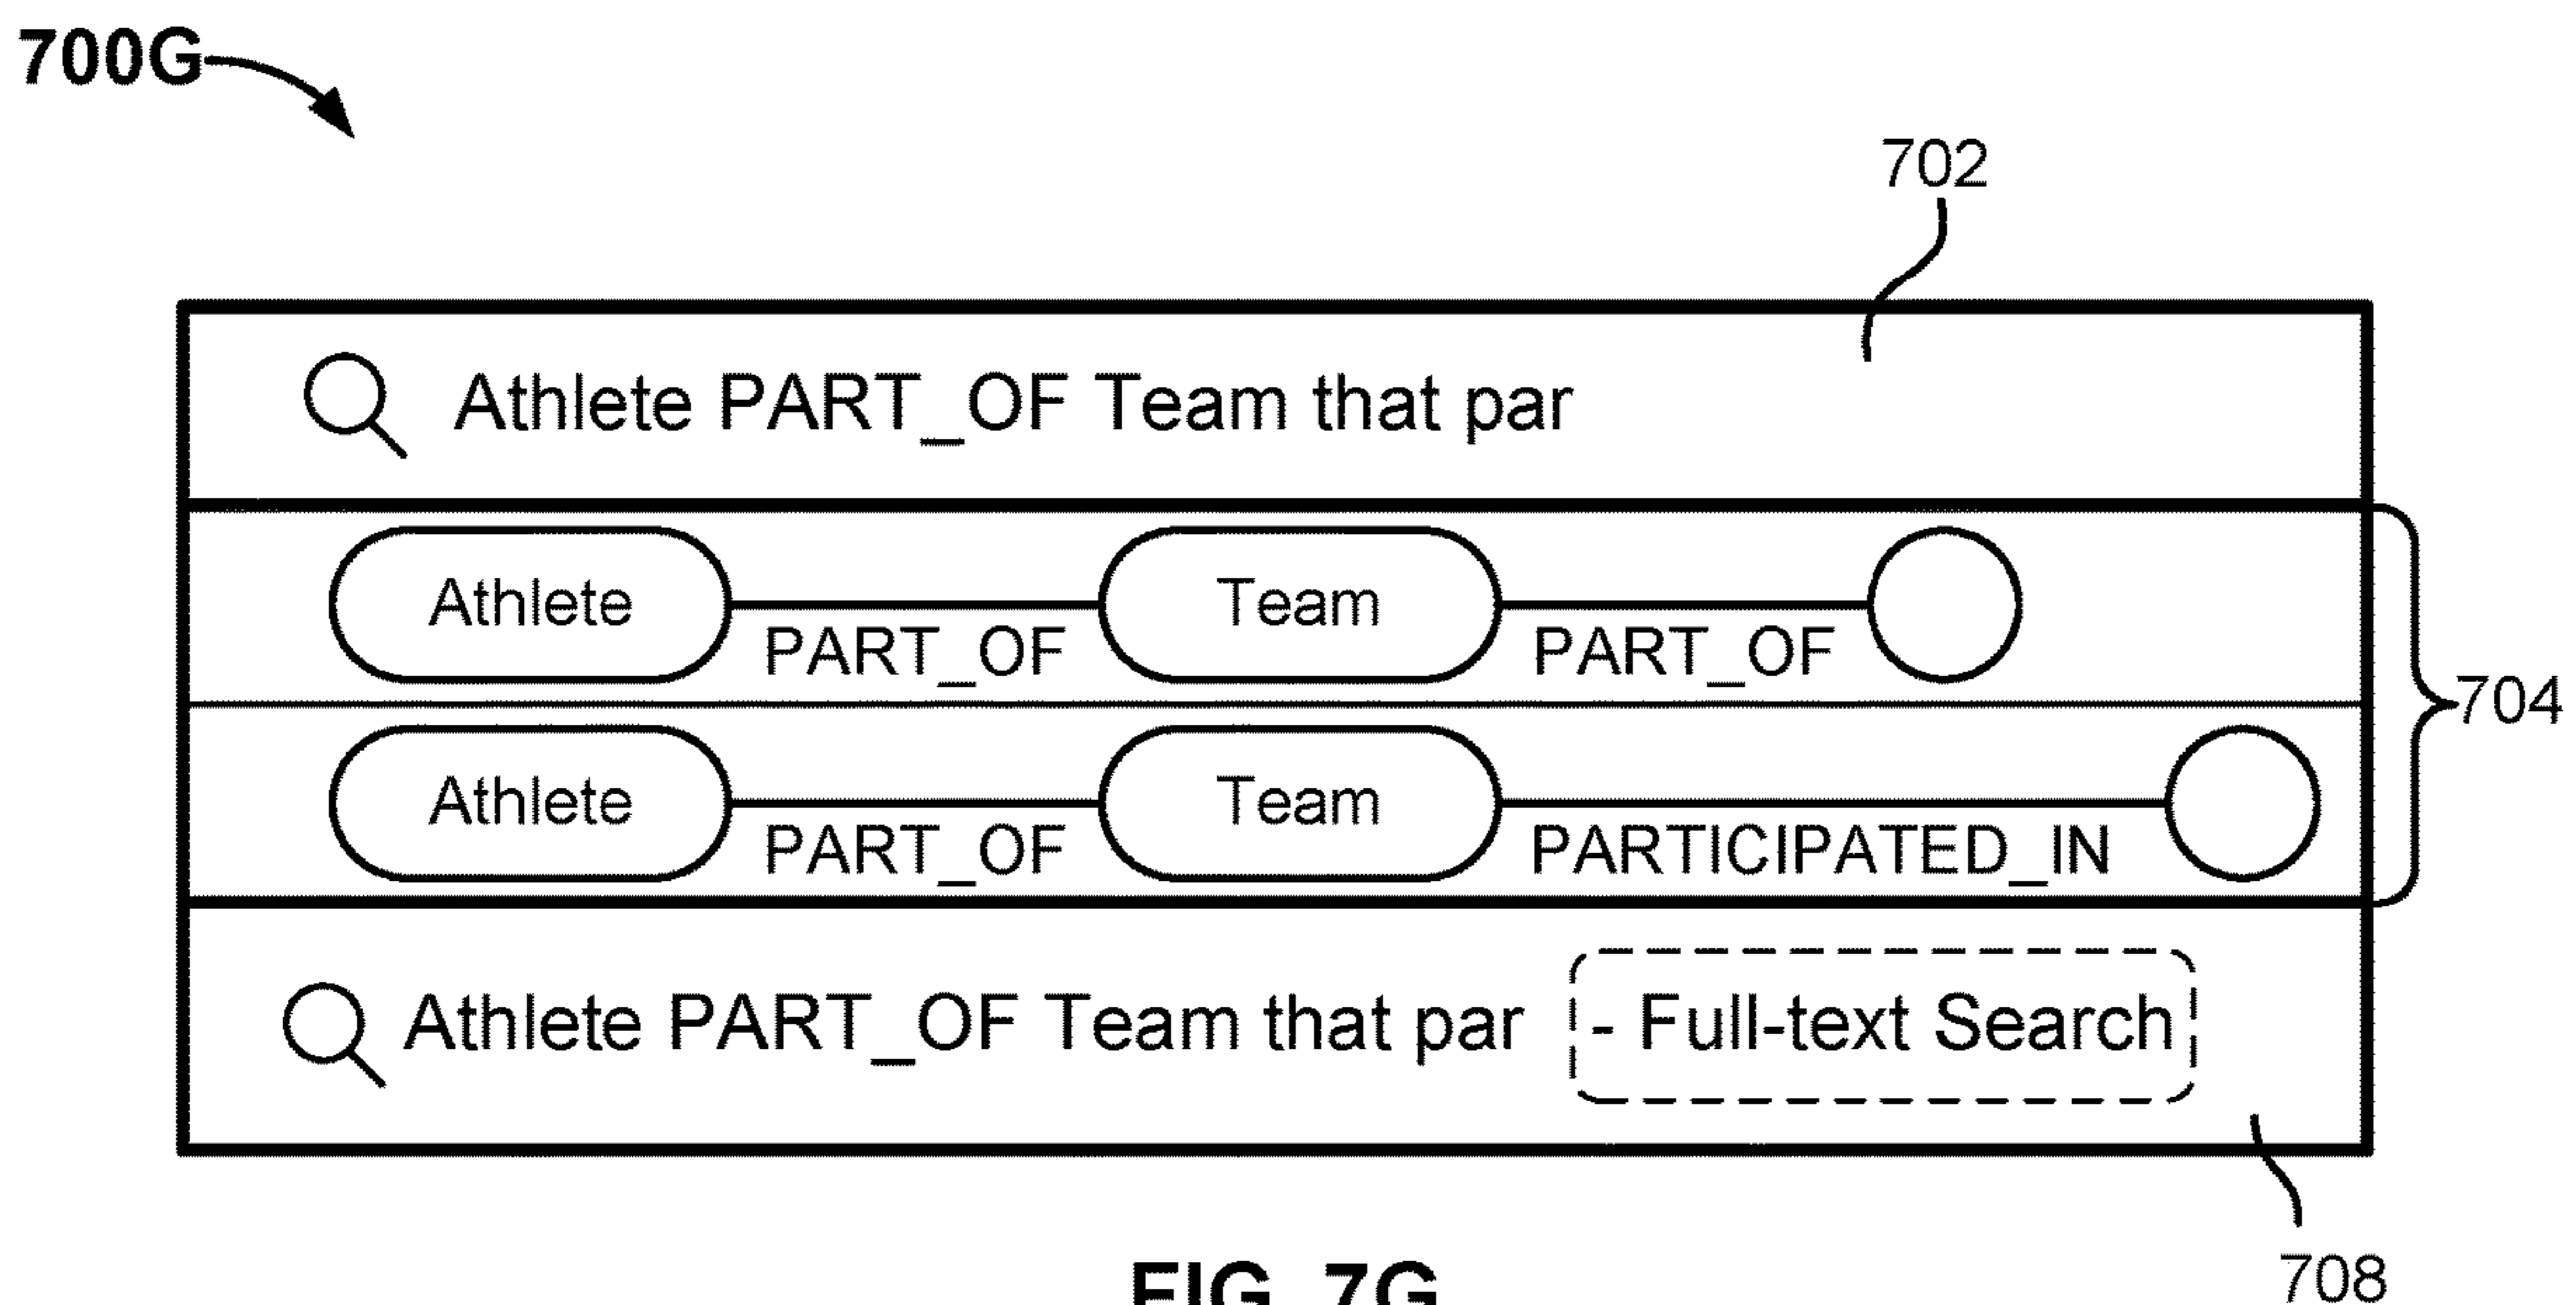 700G
702
Athlete PART_OF Team that par
Athlete PART_OF Team PART_OF
704
Athlete PART_OF Team PARTICIPATED_IN
Athlete PART_OF Team that par - Full-text Search
708
FIG. 7G